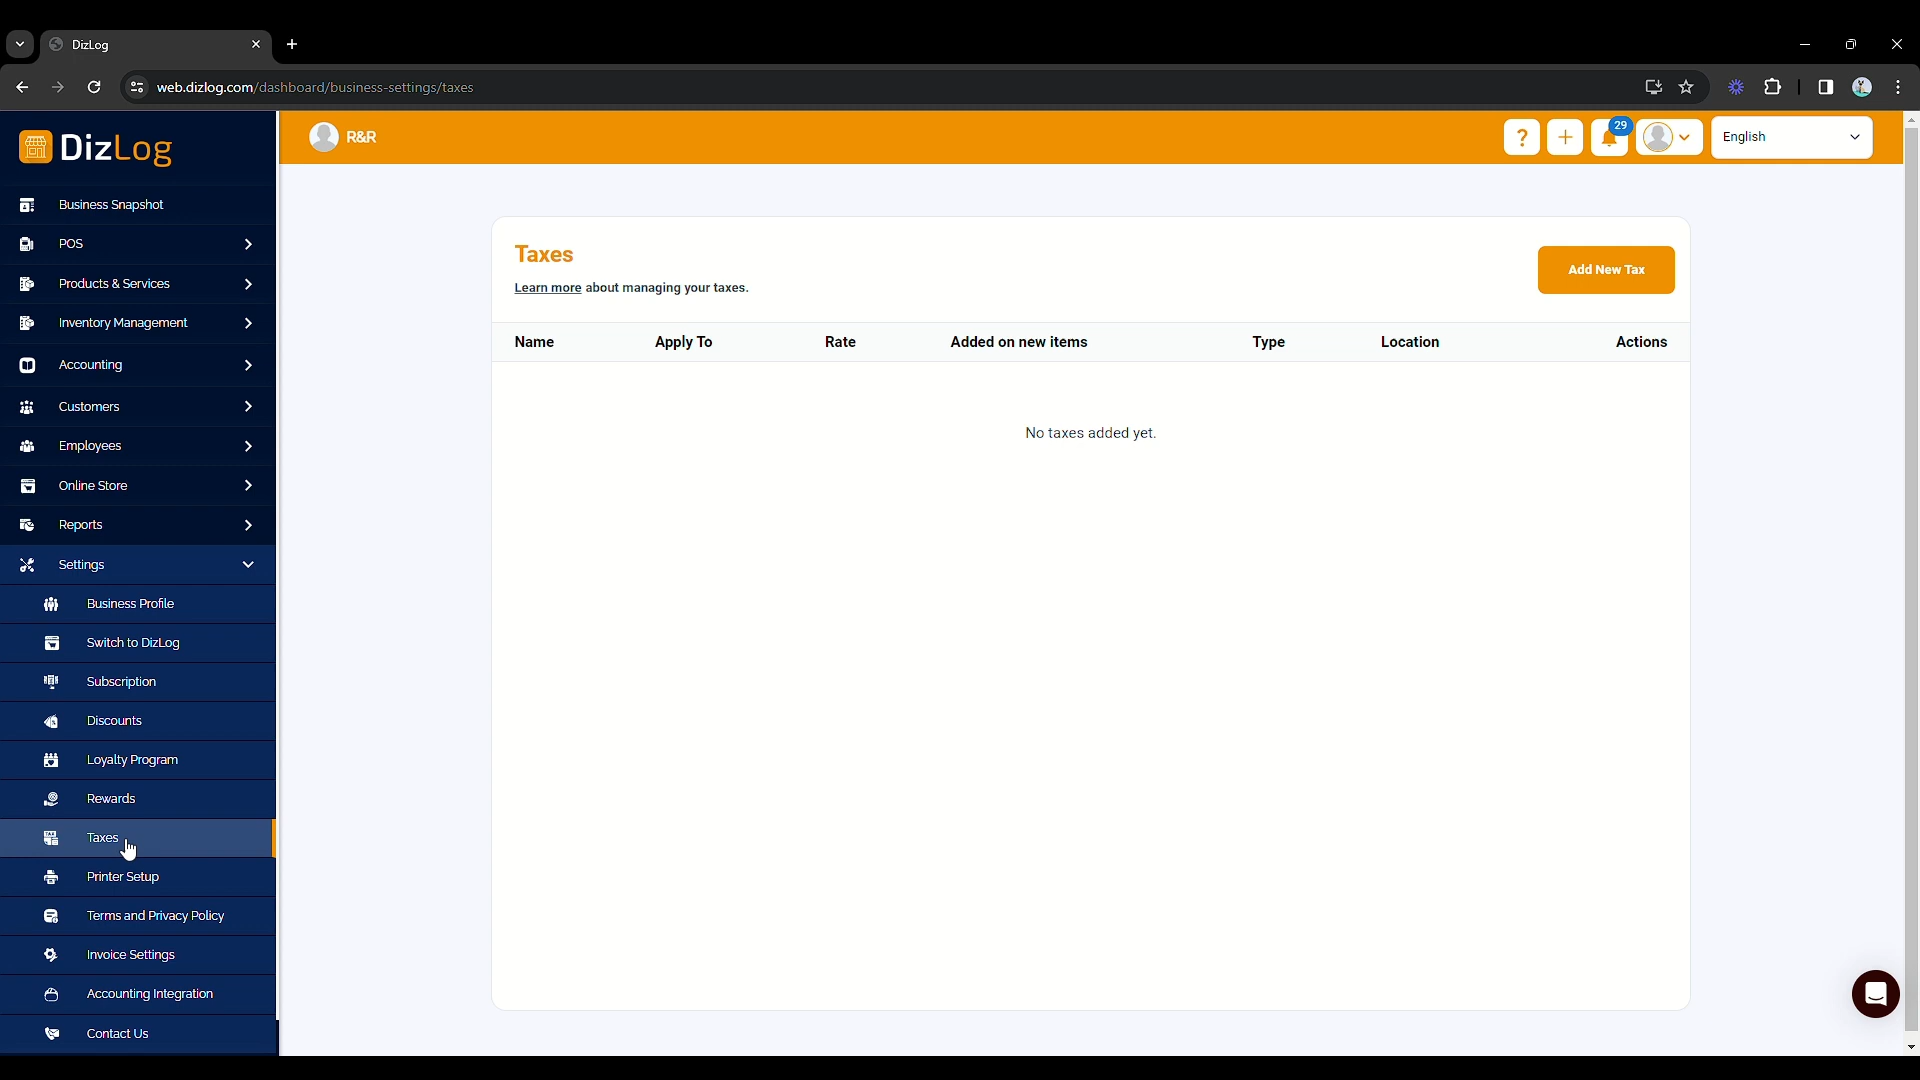 DizLog
web.dizlog.com/dashboard/business-settings/taxes
DizLog
R&R
?
29
English
Business Snapshot
POS
Products & Services
Inventory Management
Accounting
Customers
Employees
Online Store
Reports
Settings
Business Profile
Switch to DizLog
Subscription
Discounts
Loyalty Program
Rewards
Taxes
Printer Setup
Terms and Privacy Policy
Invoice Settings
Accounting Integration
Contact Us
Taxes
Learn more about managing your taxes.
Add New Tax
Name Apply To Rate Added on new items Type Location Actions
No taxes added yet.